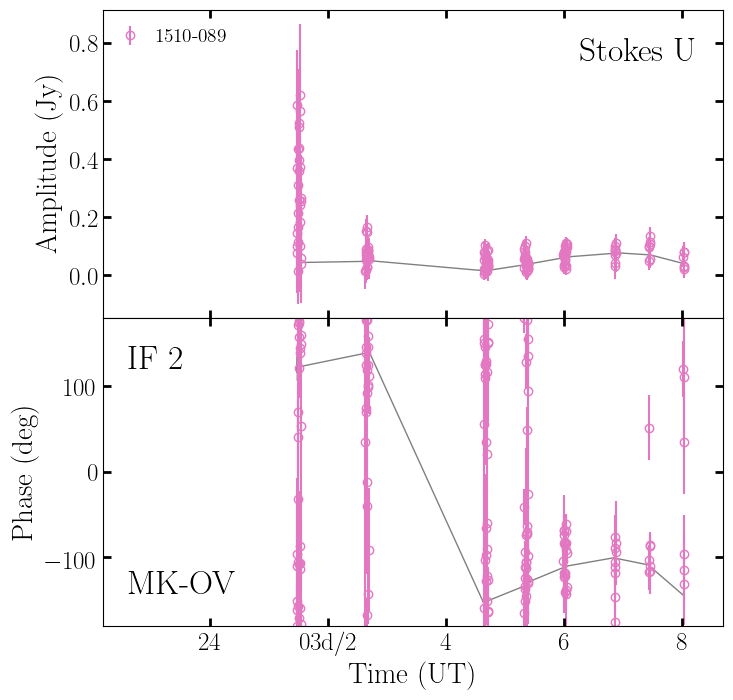 1510-089
Stokes U
0.8
0.6
0.4
0.2
0.0
Amplitude (Jy)
IF 2
100
0
−100
Phase (deg)
MK-OV
24 03d/2 4 6 8
Time (UT)